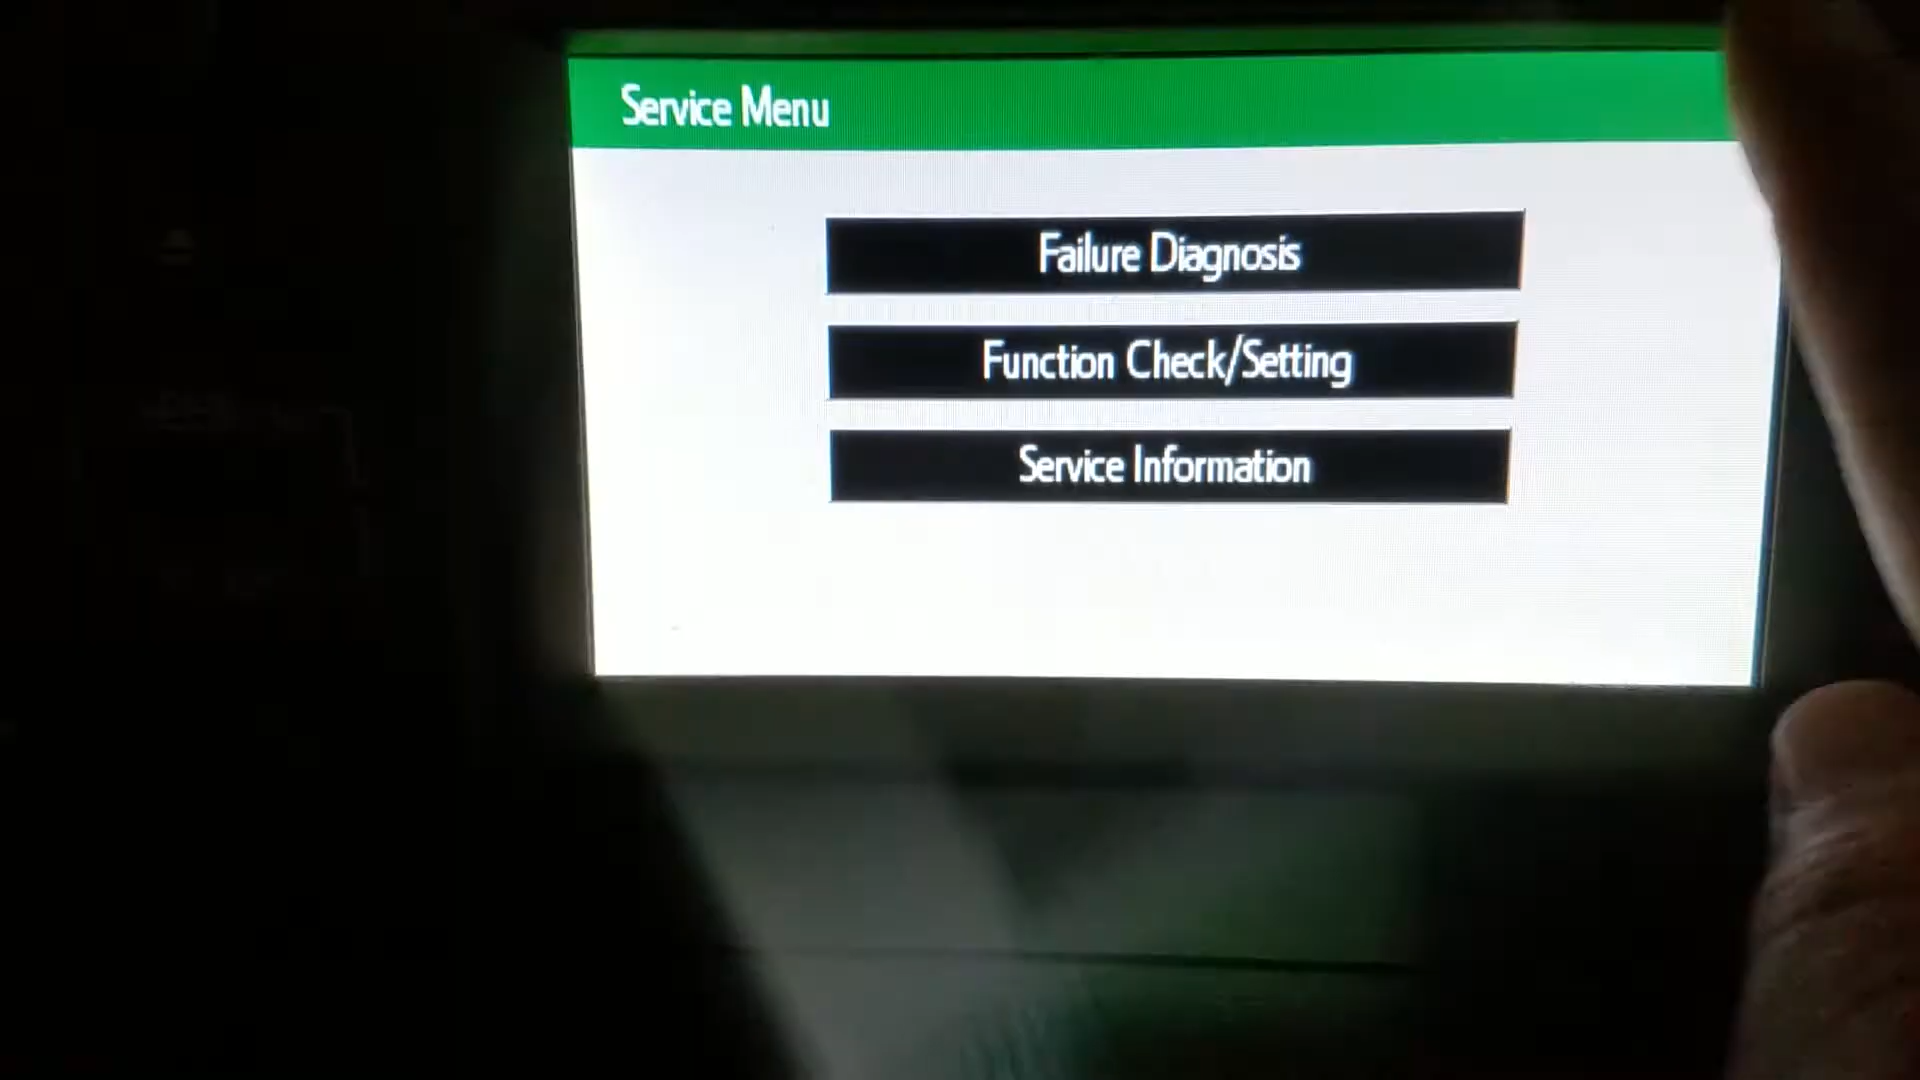 Service Menu
Failure Diagnosis
Function Check/Setting
Service Information